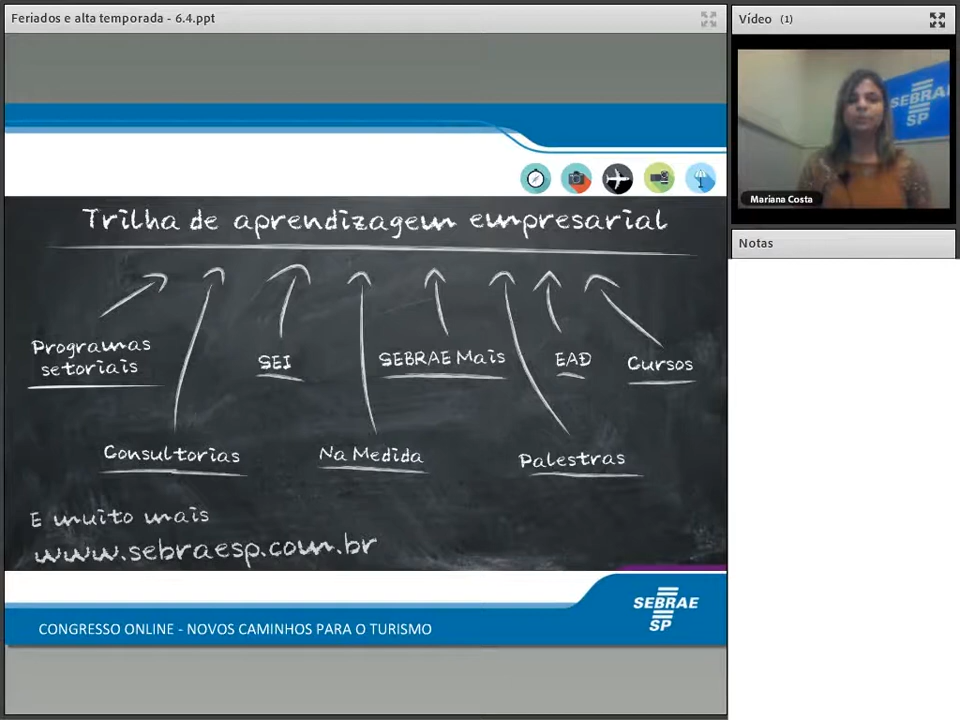 Feriados e alta temporada - 6.4.ppt
Vídeo (1)
SEBRAE
SP
Mariana Costa
Notas
Trilha de aprendizagem empresarial
Programas
setoriais
SEI
SEBRAE Mais
EAD
Cursos
Consultorias
Na Medida
Palestras
E muito mais
www.sebraesp.com.br
SEBRAE
SP
CONGRESSO ONLINE - NOVOS CAMINHOS PARA O TURISMO